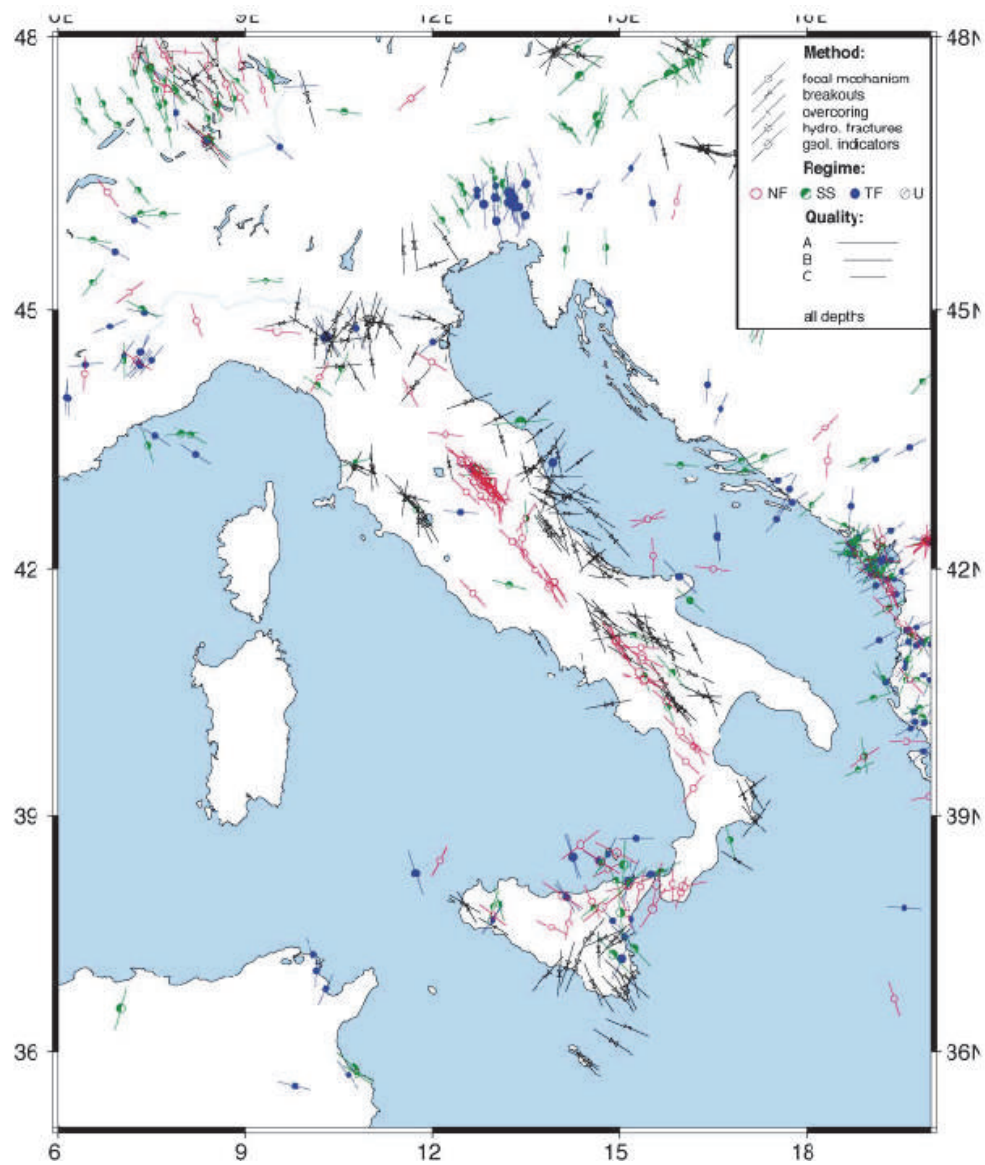 6E 9E 12E 15E 18E
48 48N
Method:
focal mechanism
breakouts
overcoring
hydro. fractures
geol. indicators
Regime:
NF SS TF U
Quality:
A
B
C
all depths
45 45N
42 42N
39 39N
36 36N
6 9 12 15 18